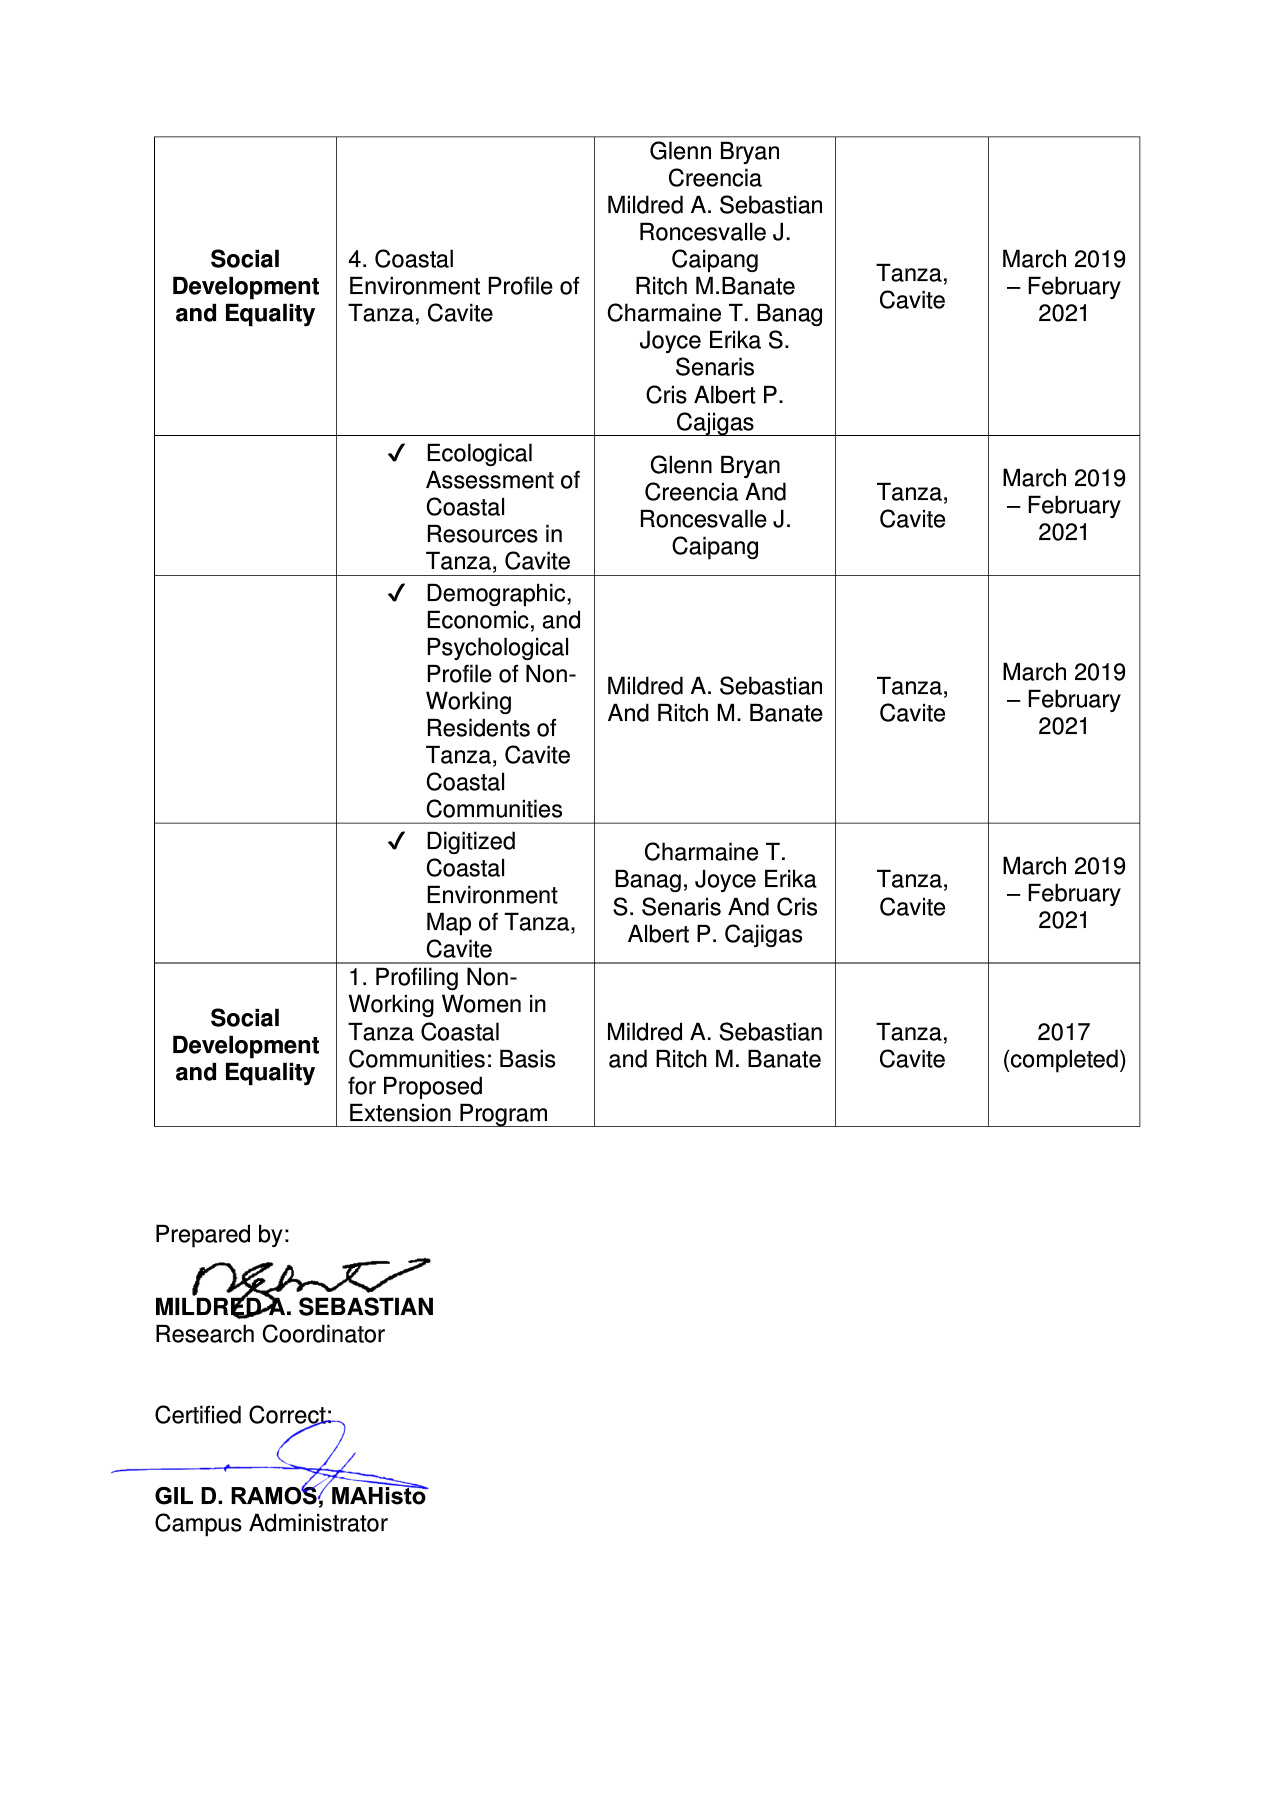 Social
Development
and Equality
4. Coastal
Environment Profile of
Tanza, Cavite
Glenn Bryan
Creencia
Mildred A. Sebastian
Roncesvalle J.
Caipang
Ritch M.Banate
Charmaine T. Banag
Joyce Erika S.
Senaris
Cris Albert P.
Cajigas
Tanza,
Cavite
March 2019
– February
2021
✓ Ecological
Assessment of
Coastal
Resources in
Tanza, Cavite
Glenn Bryan
Creencia And
Roncesvalle J.
Caipang
Tanza,
Cavite
March 2019
– February
2021
✓ Demographic,
Economic, and
Psychological
Profile of Non-
Working
Residents of
Tanza, Cavite
Coastal
Communities
Mildred A. Sebastian
And Ritch M. Banate
Tanza,
Cavite
March 2019
– February
2021
✓ Digitized
Coastal
Environment
Map of Tanza,
Cavite
Charmaine T.
Banag, Joyce Erika
S. Senaris And Cris
Albert P. Cajigas
Tanza,
Cavite
March 2019
– February
2021
Social
Development
and Equality
1. Profiling Non-
Working Women in
Tanza Coastal
Communities: Basis
for Proposed
Extension Program
Mildred A. Sebastian
and Ritch M. Banate
Tanza,
Cavite
2017
(completed)
Prepared by:
MILDRED A. SEBASTIAN
Research Coordinator
Certified Correct:
GIL D. RAMOS, MAHisto
Campus Administrator